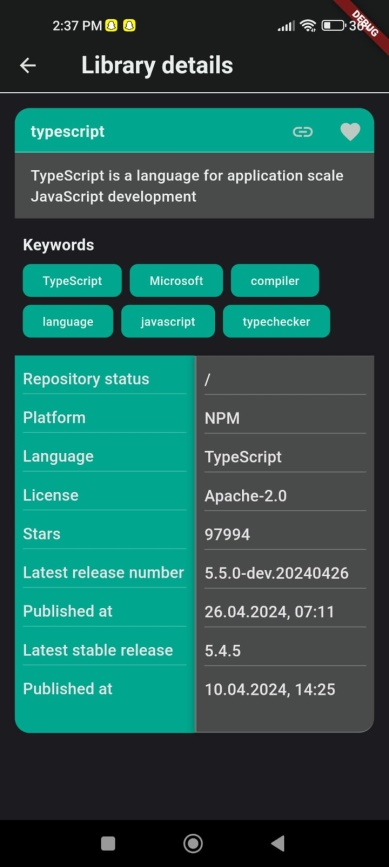 2:37 PM
DEBUG
Library details
typescript
TypeScript is a language for application scale
JavaScript development
Keywords
TypeScript Microsoft compiler
language javascript typechecker
Repository status /
Platform NPM
Language TypeScript
License Apache-2.0
Stars 97994
Latest release number 5.5.0-dev.20240426
Published at 26.04.2024, 07:11
Latest stable release 5.4.5
Published at 10.04.2024, 14:25